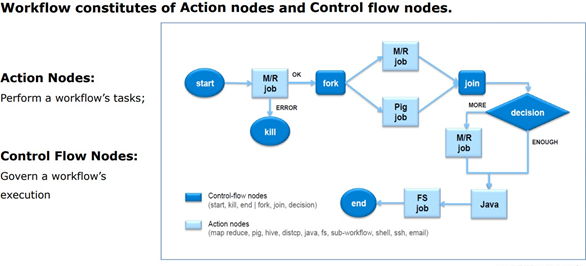 Workflow constitutes of Action nodes and Control flow nodes.
Action Nodes:
Perform a workflow's tasks;
Control Flow Nodes:
Govern a workflow's
execution
start
M/R
job
OK
ERROR
kill
fork
M/R
job
Pig
job
join
decision
MORE
ENOUGH
M/R
job
Java
FS
job
end
Control-flow nodes
(start, kill, end | fork, join, decision)
Action nodes
(map reduce, pig, hive, distcp, java, fs, sub-workflow, shell, ssh, email)